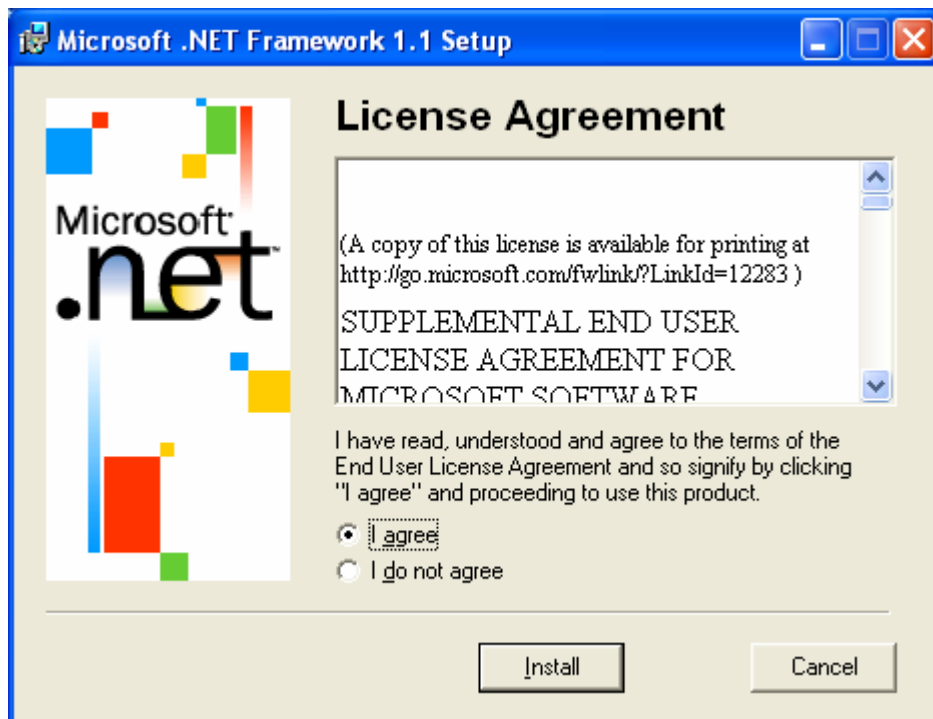 Microsoft .NET Framework 1.1 Setup
License Agreement
Microsoft
.net
(A copy of this license is available for printing at
http://go.microsoft.com/fwlink/?LinkId=12283 )
SUPPLEMENTAL END USER
LICENSE AGREEMENT FOR
MICROSOFT SOFTWARE
I have read, understood and agree to the terms of the
End User License Agreement and so signify by clicking
"I agree" and proceeding to use this product.
I agree
I do not agree
Install
Cancel